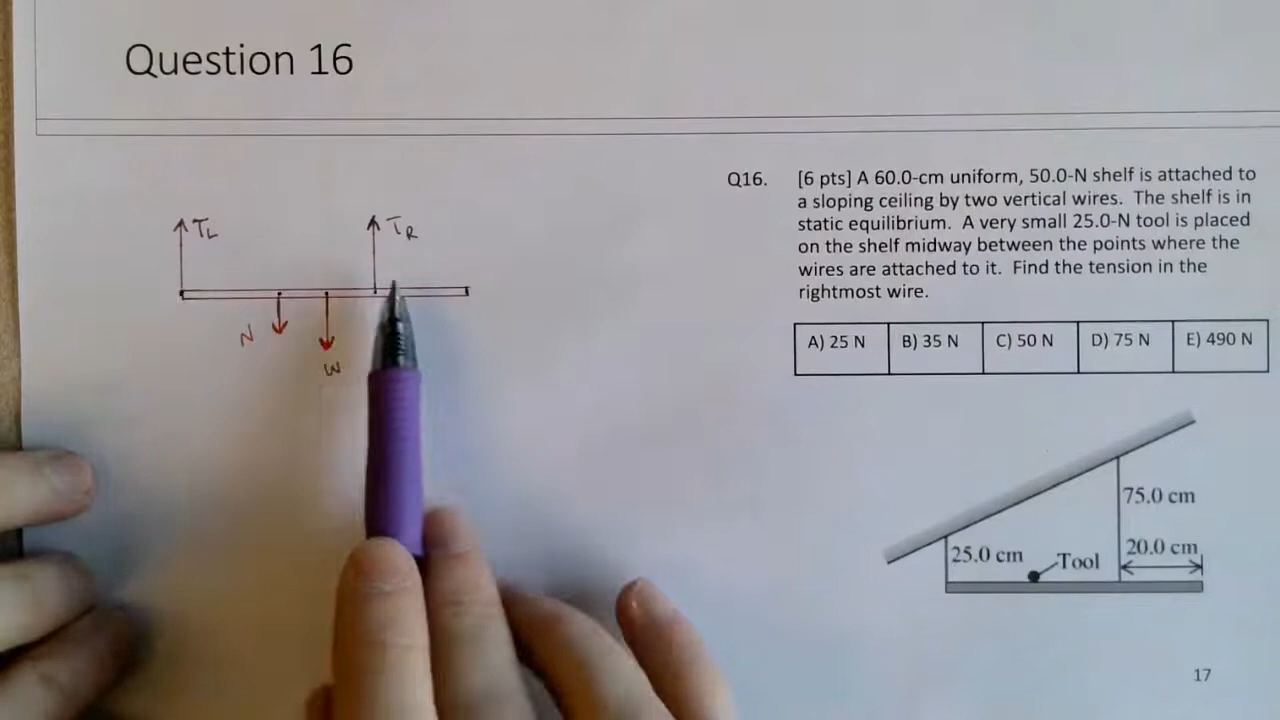 Question 16
T_L
T_R
N
W
Q16. [6 pts] A 60.0-cm uniform, 50.0-N shelf is attached to
a sloping ceiling by two vertical wires. The shelf is in
static equilibrium. A very small 25.0-N tool is placed
on the shelf midway between the points where the
wires are attached to it. Find the tension in the
rightmost wire.
A) 25 N B) 35 N C) 50 N D) 75 N E) 490 N
75.0 cm
25.0 cm Tool 20.0 cm
17